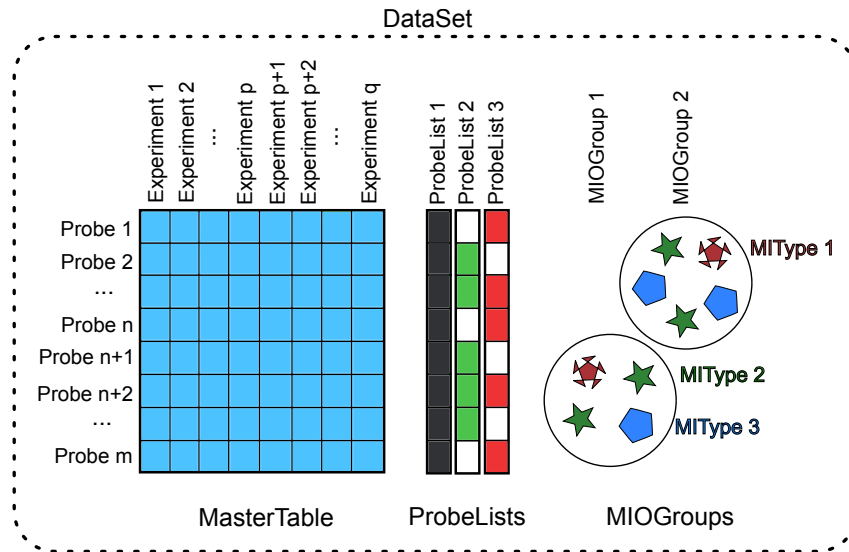 DataSet
Experiment 1
Experiment 2
...
Experiment p
Experiment p+1
Experiment p+2
...
Experiment q
ProbeList 1
ProbeList 2
ProbeList 3
MIOGroup 1
MIOGroup 2
Probe 1
Probe 2
...
Probe n
Probe n+1
Probe n+2
...
Probe m
MIType 1
MIType 2
MIType 3
MasterTable
ProbeLists
MIOGroups